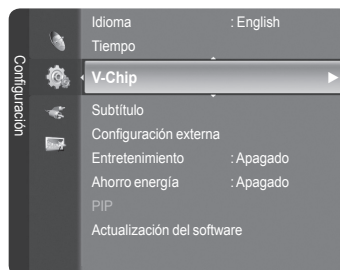 Configuración
Idioma : English
Tiempo
V-Chip
Subtítulo
Configuración externa
Entretenimiento : Apagado
Ahorro energía : Apagado
PIP
Actualización del software